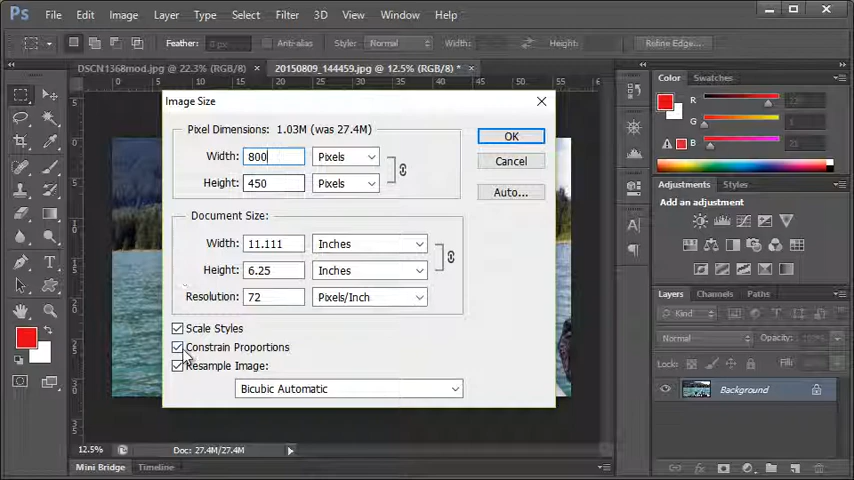 Ps File Edit Image Layer Type Select Filter 3D View Window Help
Feather: 0 px Anti-alias Style: Normal Width: Height: Refine Edge...
DSCN1368mod.jpg @ 22.3% (RGB/8) × 20150809_144459.jpg @ 12.5% (RGB/8) * ×
Image Size
Pixel Dimensions: 1.03M (was 27.4M)
Width: 800 Pixels
Height: 450 Pixels
OK
Cancel
Auto...
Document Size:
Width: 11.111 Inches
Height: 6.25 Inches
Resolution: 72 Pixels/Inch
Scale Styles
Constrain Proportions
Resample Image:
Bicubic Automatic
Color Swatches
R
G
B
Adjustments Styles
Add an adjustment
Layers Channels Paths
Kind
Normal Opacity:
Lock: Fill:
Background
12.5% Doc: 27.4M/27.4M
Mini Bridge Timeline